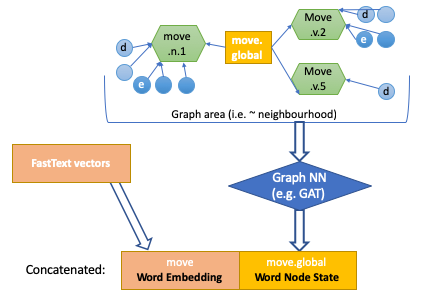 d
move
.n.1
e
move.
global
Move
.v.2
d
e
Move
.v.5
d
Graph area (i.e. ~ neighbourhood)
FastText vectors
Graph NN
(e.g. GAT)
Concatenated:
move
Word Embedding
move.global
Word Node State